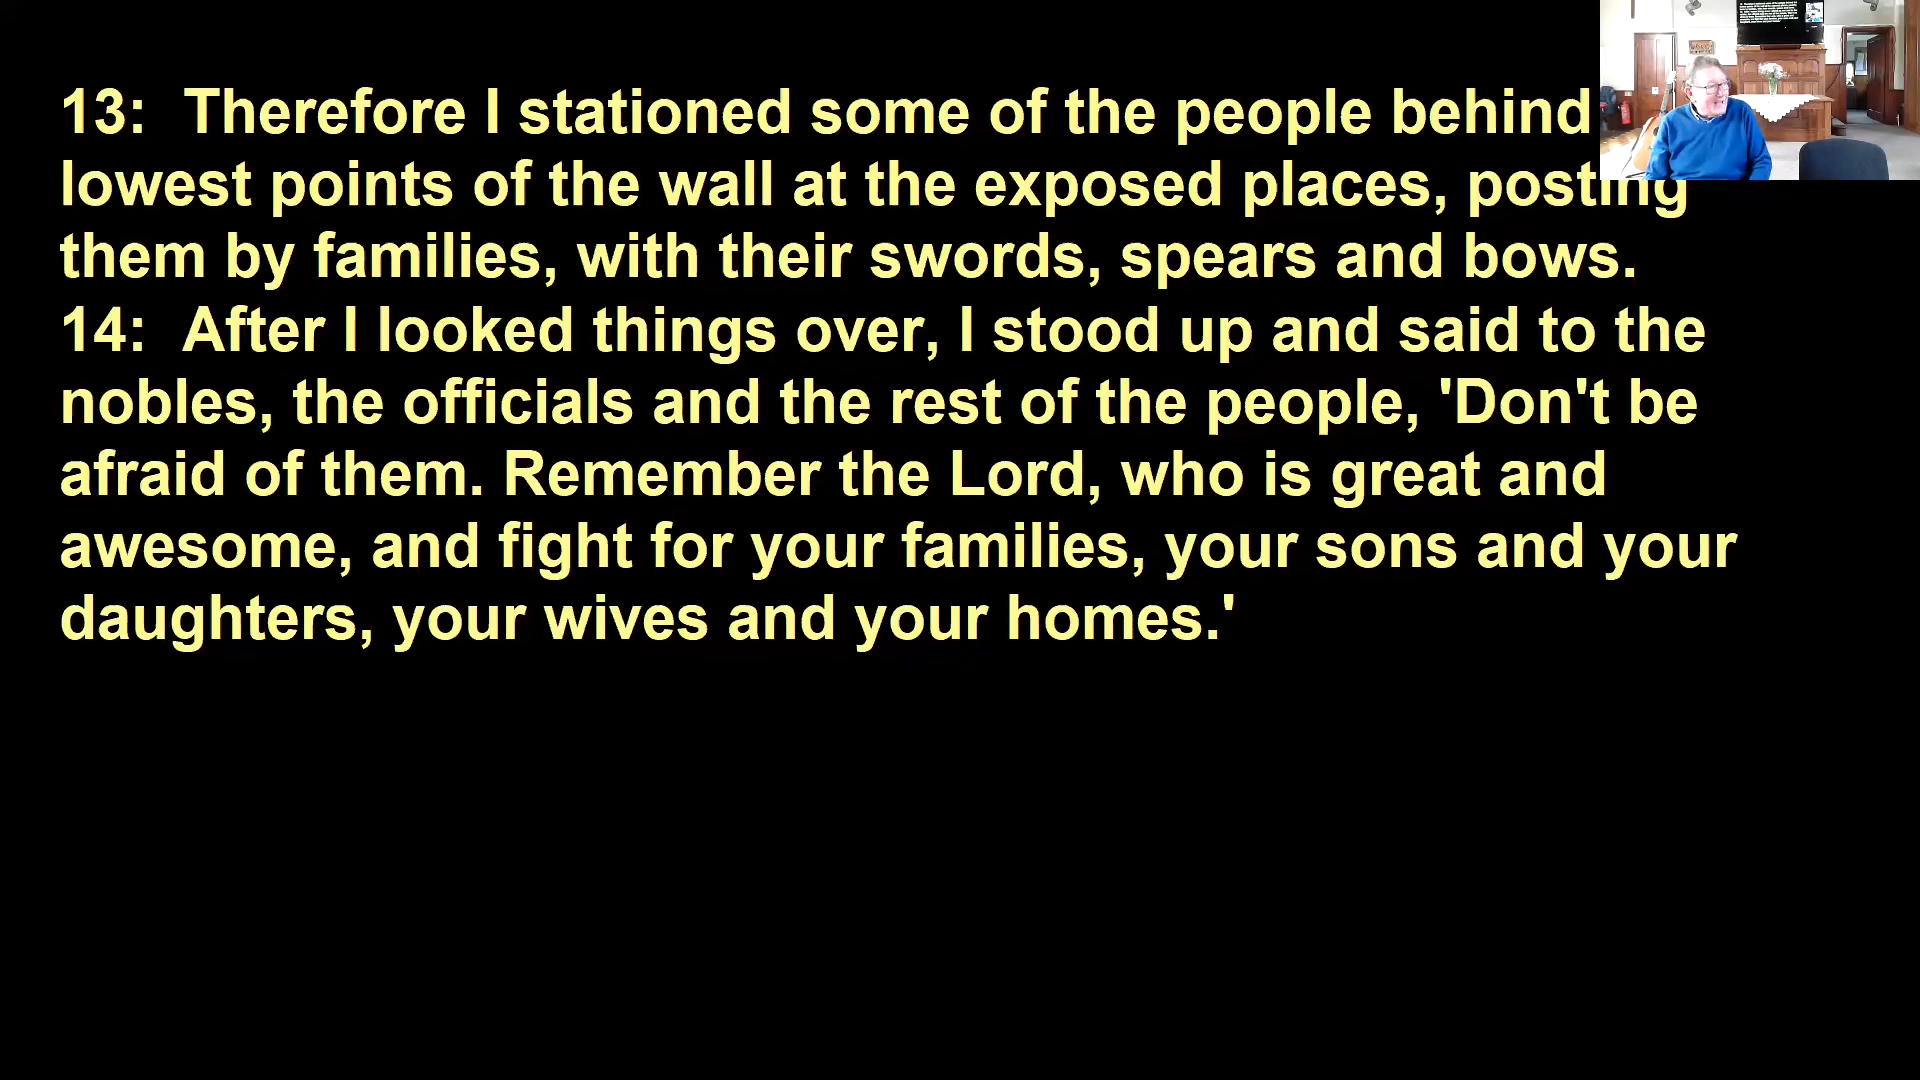 13: Therefore I stationed some of the people behind
lowest points of the wall at the exposed places, posting
them by families, with their swords, spears and bows.
14: After I looked things over, I stood up and said to the
nobles, the officials and the rest of the people, 'Don't be
afraid of them. Remember the Lord, who is great and
awesome, and fight for your families, your sons and your
daughters, your wives and your homes.'